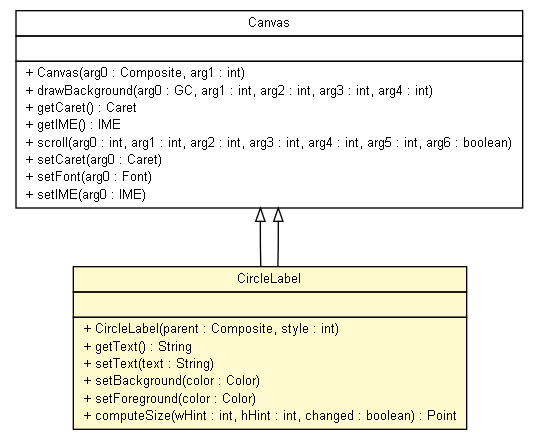 Canvas
+ Canvas(arg0 : Composite, arg1 : int)
+ drawBackground(arg0 : GC, arg1 : int, arg2 : int, arg3 : int, arg4 : int)
+ getCaret() : Caret
+ getIME() : IME
+ scroll(arg0 : int, arg1 : int, arg2 : int, arg3 : int, arg4 : int, arg5 : int, arg6 : boolean)
+ setCaret(arg0 : Caret)
+ setFont(arg0 : Font)
+ setIME(arg0 : IME)
CircleLabel
+ CircleLabel(parent : Composite, style : int)
+ getText() : String
+ setText(text : String)
+ setBackground(color : Color)
+ setForeground(color : Color)
+ computeSize(wHint : int, hHint : int, changed : boolean) : Point